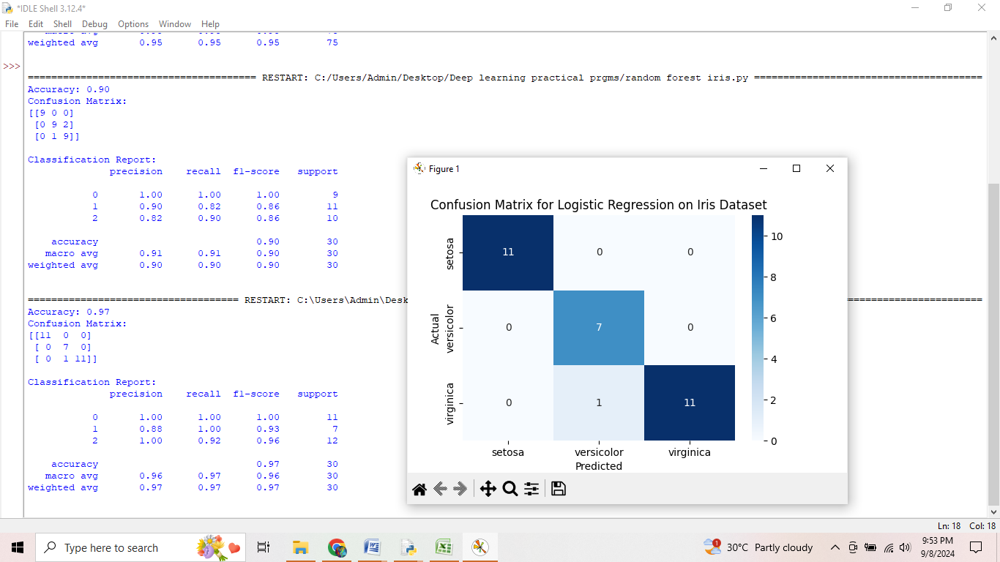 *IDLE Shell 3.12.4*
File Edit Shell Debug Options Window Help
weighted avg 0.95 0.95 0.95 75
>>>
======================================= RESTART: C:/Users/Admin/Desktop/Deep learning practical prgms/random forest iris.py =======================================
Accuracy: 0.90
Confusion Matrix:
[[9 0 0]
[0 9 2]
[0 1 9]]
Classification Report:
precision recall f1-score support
0 1.00 1.00 1.00 9
1 0.90 0.82 0.86 11
2 0.82 0.90 0.86 10
accuracy 0.90 30
macro avg 0.91 0.91 0.90 30
weighted avg 0.90 0.90 0.90 30
==================================== RESTART: C:\Users\Admin\Desk
Accuracy: 0.97
Confusion Matrix:
[[11 0 0]
[ 0 7 0]
[ 0 1 11]]
Classification Report:
precision recall f1-score support
0 1.00 1.00 1.00 11
1 0.88 1.00 0.93 7
2 1.00 0.92 0.96 12
accuracy 0.97 30
macro avg 0.96 0.97 0.96 30
weighted avg 0.97 0.97 0.97 30
Figure 1
Confusion Matrix for Logistic Regression on Iris Dataset
setosa 11 0 0
Actual
versicolor 0 7 0
virginica 0 1 11
setosa versicolor virginica
Predicted
10
8
6
4
2
0
Ln: 18 Col: 18
Type here to search
1
30°C Partly cloudy
9:53 PM
9/8/2024